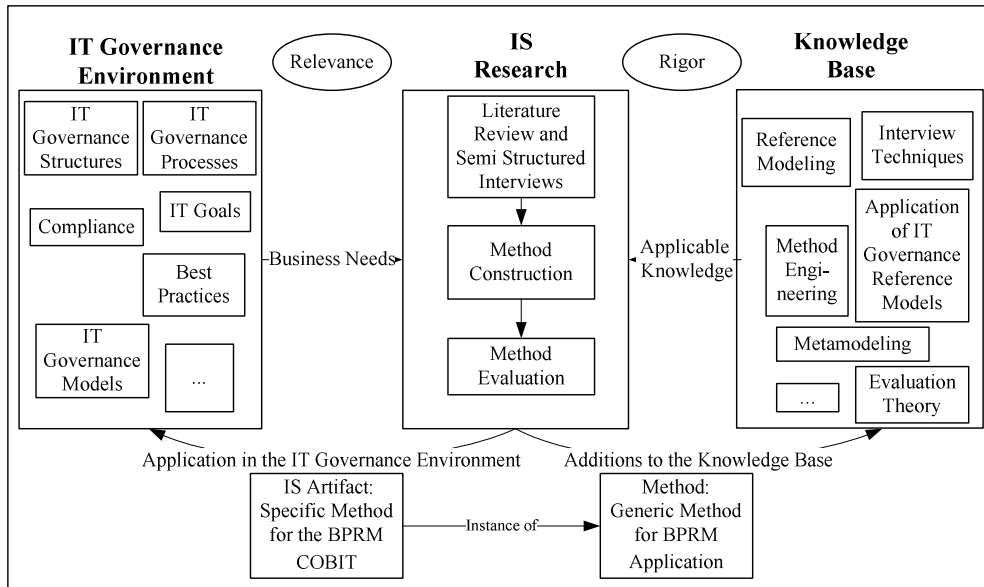 IT Governance
Environment
Relevance
IS
Research
Rigor
Knowledge
Base
IT
Governance
Structures
IT
Governance
Processes
Compliance
IT Goals
Best
Practices
IT
Governance
Models
...
Business Needs
Literature
Review and
Semi Structured
Interviews
Method
Construction
Method
Evaluation
Applicable
Knowledge
Reference
Modeling
Interview
Techniques
Method
Engi-
neering
Application
of IT
Governance
Reference
Models
Metamodeling
...
Evaluation
Theory
Application in the IT Governance Environment
Additions to the Knowledge Base
IS Artifact:
Specific Method
for the BPRM
COBIT
Instance of
Method:
Generic Method
for BPRM
Application